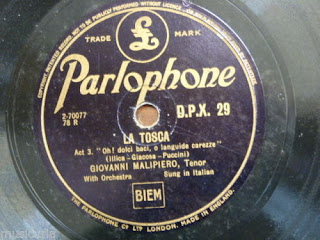 TRADE MARK
Parlophone
2-70077
78 R
D.P.X. 29
LA TOSCA
Act 3. "Oh! dolci baci, o languide carezze"
(Illica - Giacosa - Puccini)
GIOVANNI MALIPIERO, Tenor
With Orchestra Sung in Italian
BIEM
THE PARLOPHONE CO LTD LONDON. MADE IN ENGLAND.